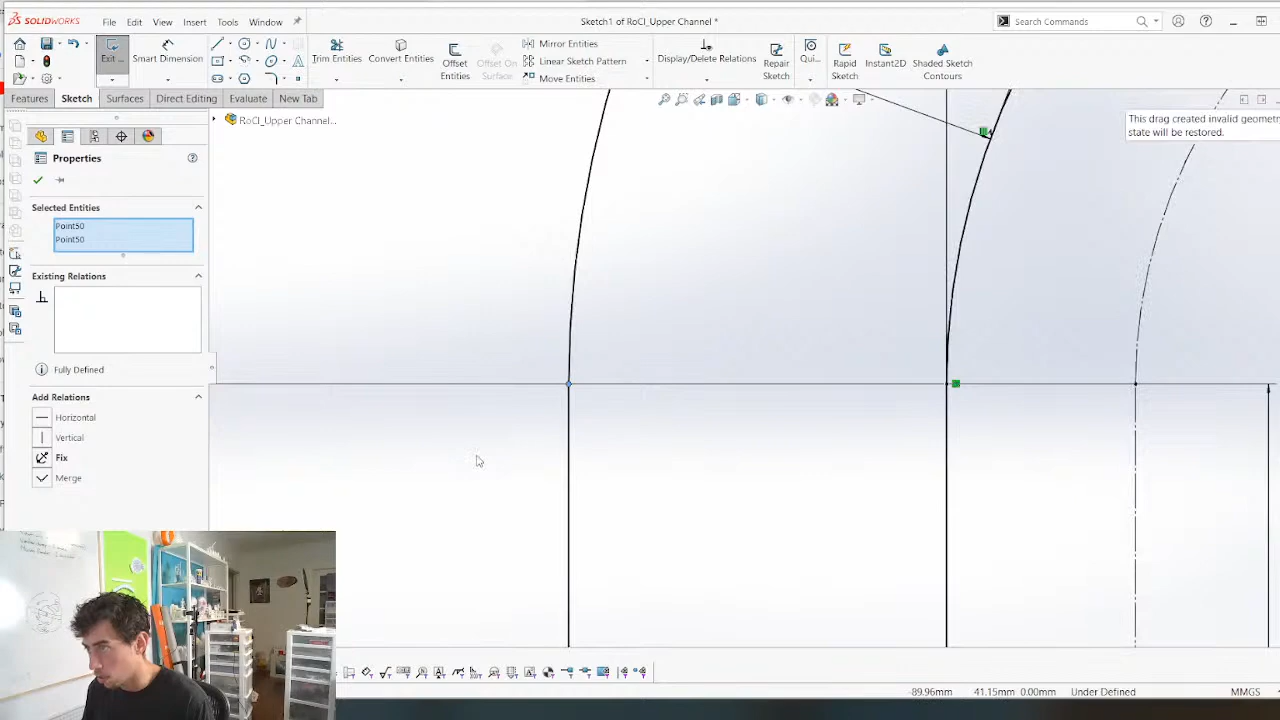 SOLIDWORKS File Edit View Insert Tools Window Sketch1 of RoCI_Upper Channel * Search Commands
Exit... Smart Dimension Trim Entities Convert Entities Offset Entities Offset On Surface Mirror Entities Linear Sketch Pattern Move Entities Display/Delete Relations Repair Sketch Qui... Rapid Sketch Instant2D Shaded Sketch Contours
Features Sketch Surfaces Direct Editing Evaluate New Tab
RoCI_Upper Channel...
This drag created invalid geometry
state will be restored.
Properties
Selected Entities
Point50
Point50
Existing Relations
Fully Defined
Add Relations
Horizontal
Vertical
Fix
Merge
-89.96mm 41.15mm 0.00mm Under Defined MMGS